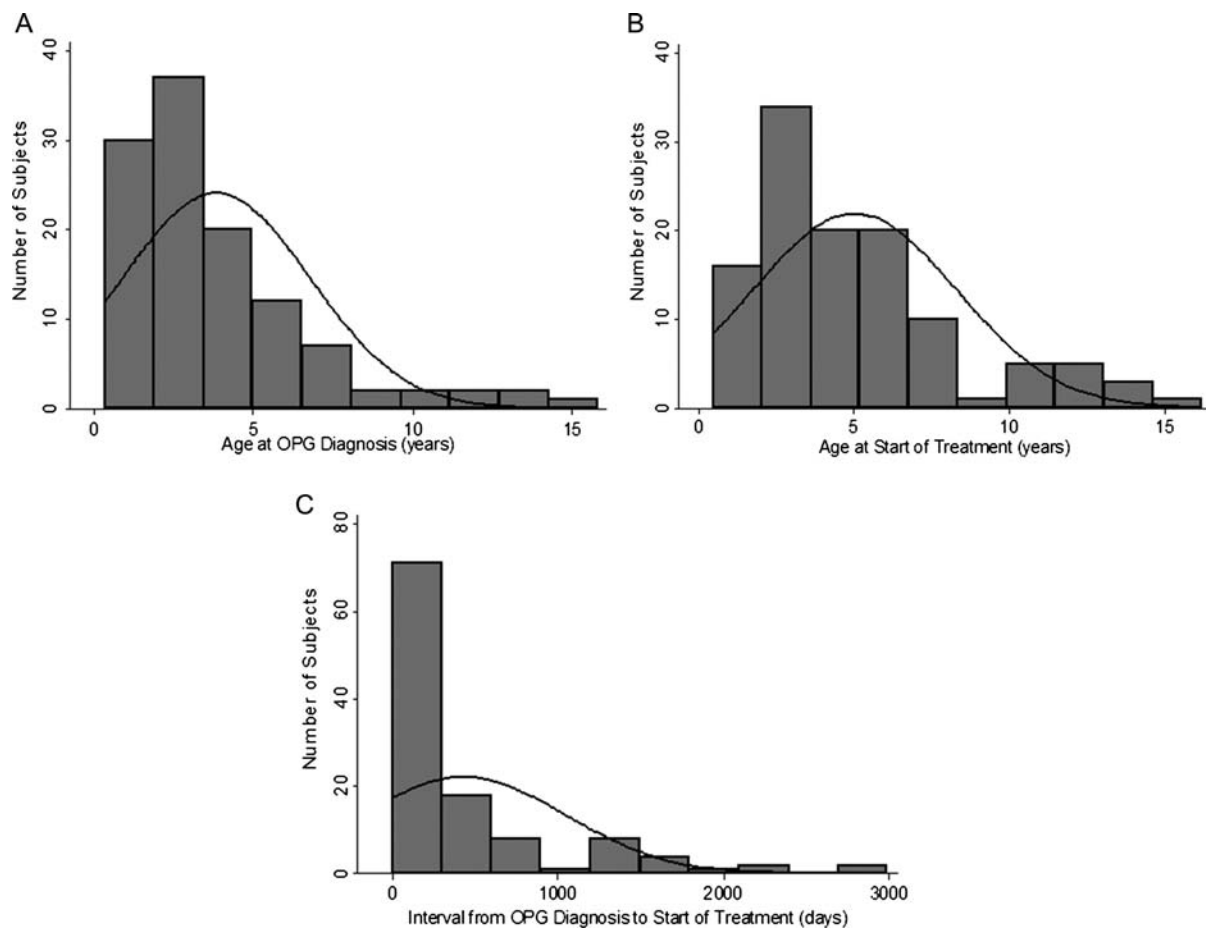 A
40
30
20
10
0
Number of Subjects
0 5 10 15
Age at OPG Diagnosis (years)
B
40
30
20
10
0
Number of Subjects
0 5 10 15
Age at Start of Treatment (years)
C
80
60
40
20
0
Number of Subjects
0 1000 2000 3000
Interval from OPG Diagnosis to Start of Treatment (days)